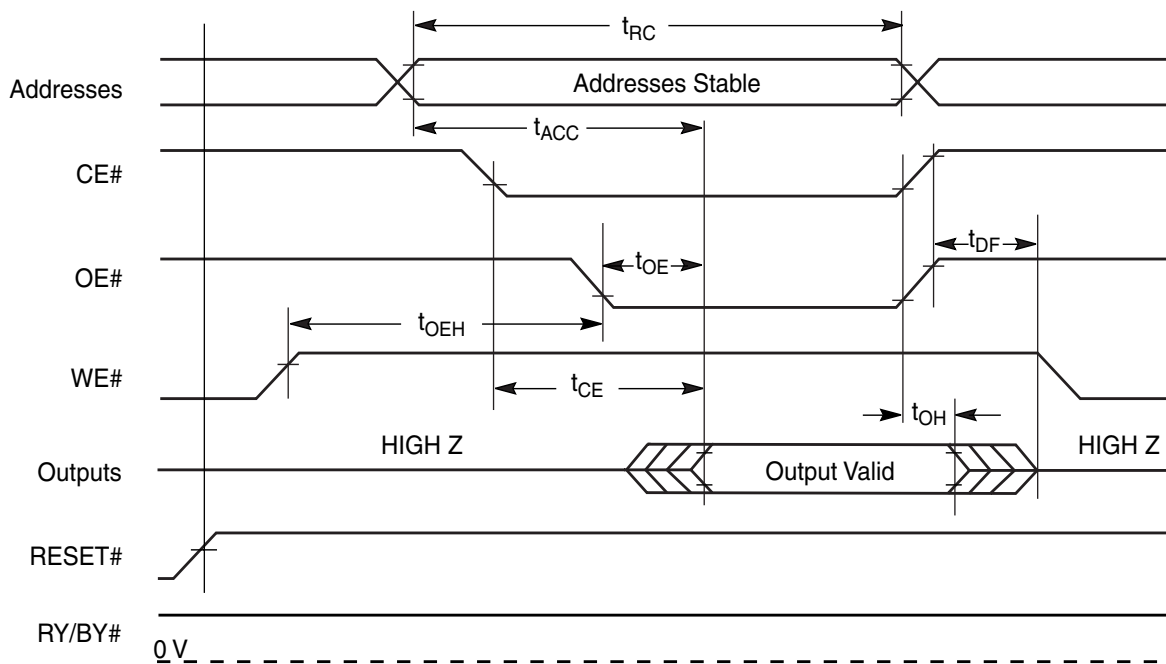 tRC
Addresses
Addresses Stable
tACC
CE#
tDF
OE#
tOE
tOEH
WE#
tCE
tOH
HIGH Z
HIGH Z
Outputs
Output Valid
RESET#
RY/BY#
0 V